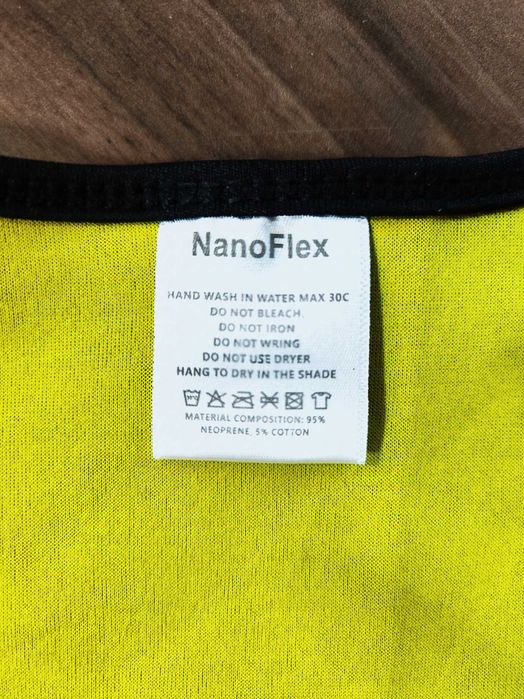 NanoFlex
HAND WASH IN WATER MAX 30C
DO NOT BLEACH.
DO NOT IRON
DO NOT WRING
DO NOT USE DRYER
HANG TO DRY IN THE SHADE
MATERIAL COMPOSITION: 95%
NEOPRENE, 5% COTTON